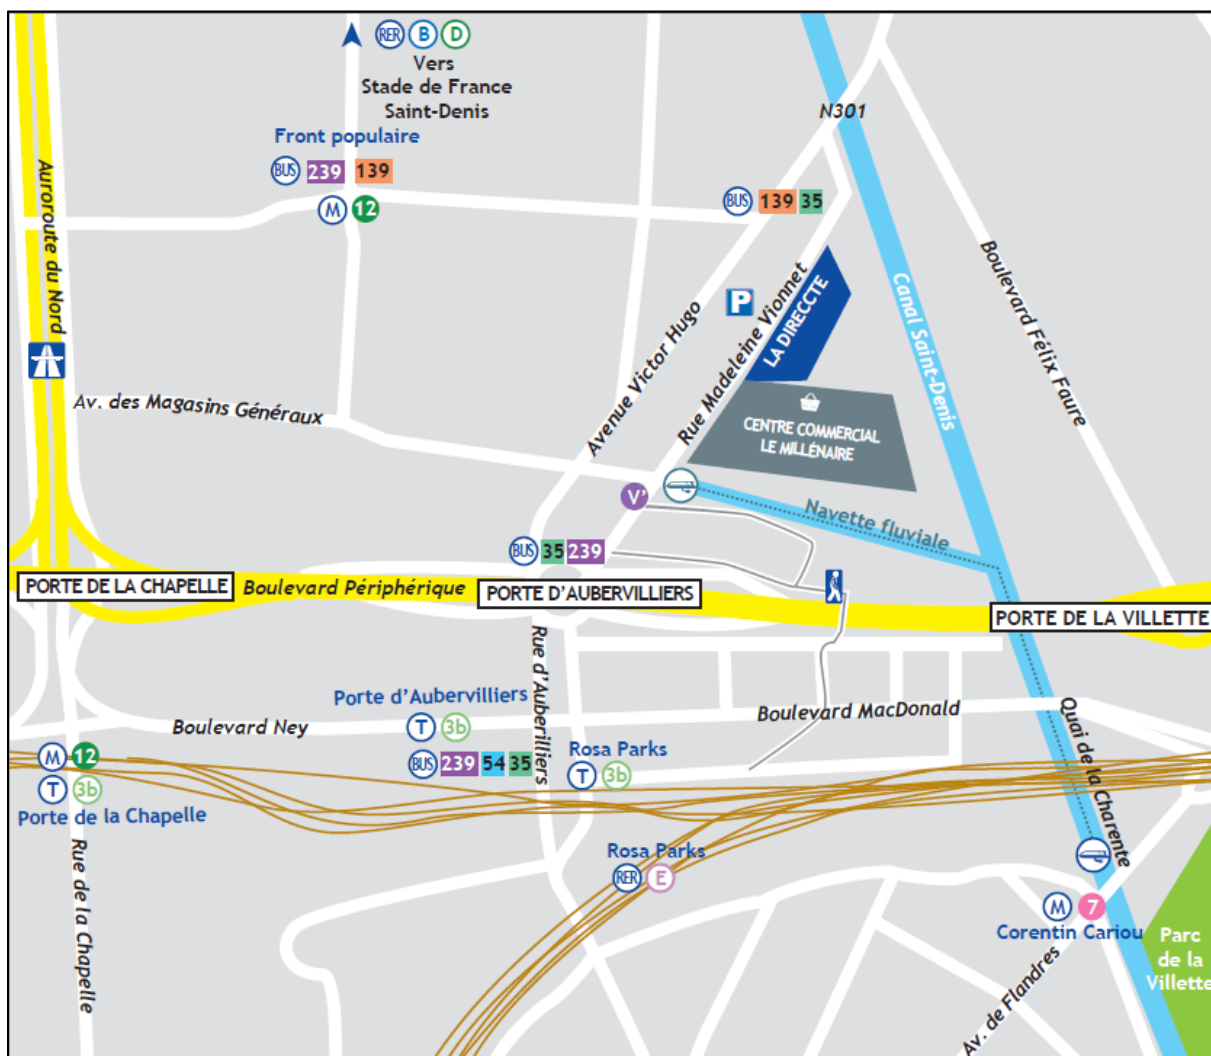 RER B D
Vers
Stade de France
Saint-Denis
N301
Front populaire
BUS 239 139
M 12
BUS 139 35
Autoroute du Nord
Boulevard Félix Faure
Canal Saint-Denis
P
LA DIRECCTE
Rue Madeleine Vionnet
Avenue Victor Hugo
Av. des Magasins Généraux
CENTRE COMMERCIAL
LE MILLÉNAIRE
V'
Navette fluviale
BUS 35 239
PORTE DE LA CHAPELLE
Boulevard Périphérique
PORTE D'AUBERVILLIERS
PORTE DE LA VILLETTE
Rue d'Auberilliers
Porte d'Aubervilliers
T 3b
Boulevard Ney
Boulevard MacDonald
Quai de la Charente
BUS 239 54 35
Rosa Parks
T 3b
M 12
T 3b
Porte de la Chapelle
Rue de la Chapelle
Rosa Parks
RER E
M 7
Corentin Cariou
Av. de Flandres
Parc
de la
Villette